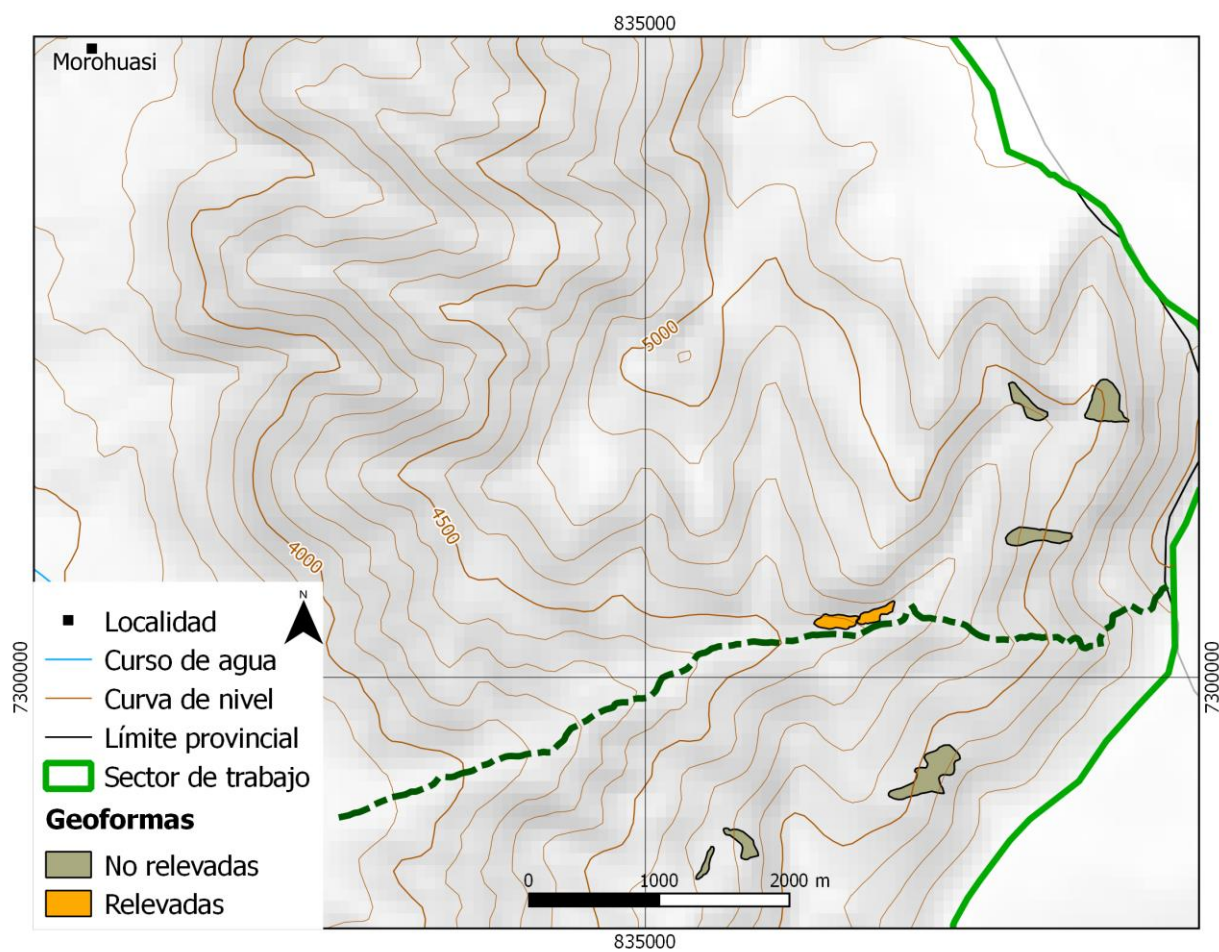 835000
Morohuasi
5000
4500
4000
N
7300000
7300000
Localidad
Curso de agua
Curva de nivel
Límite provincial
Sector de trabajo
Geoformas
No relevadas
Relevadas
0 1000 2000 m
835000